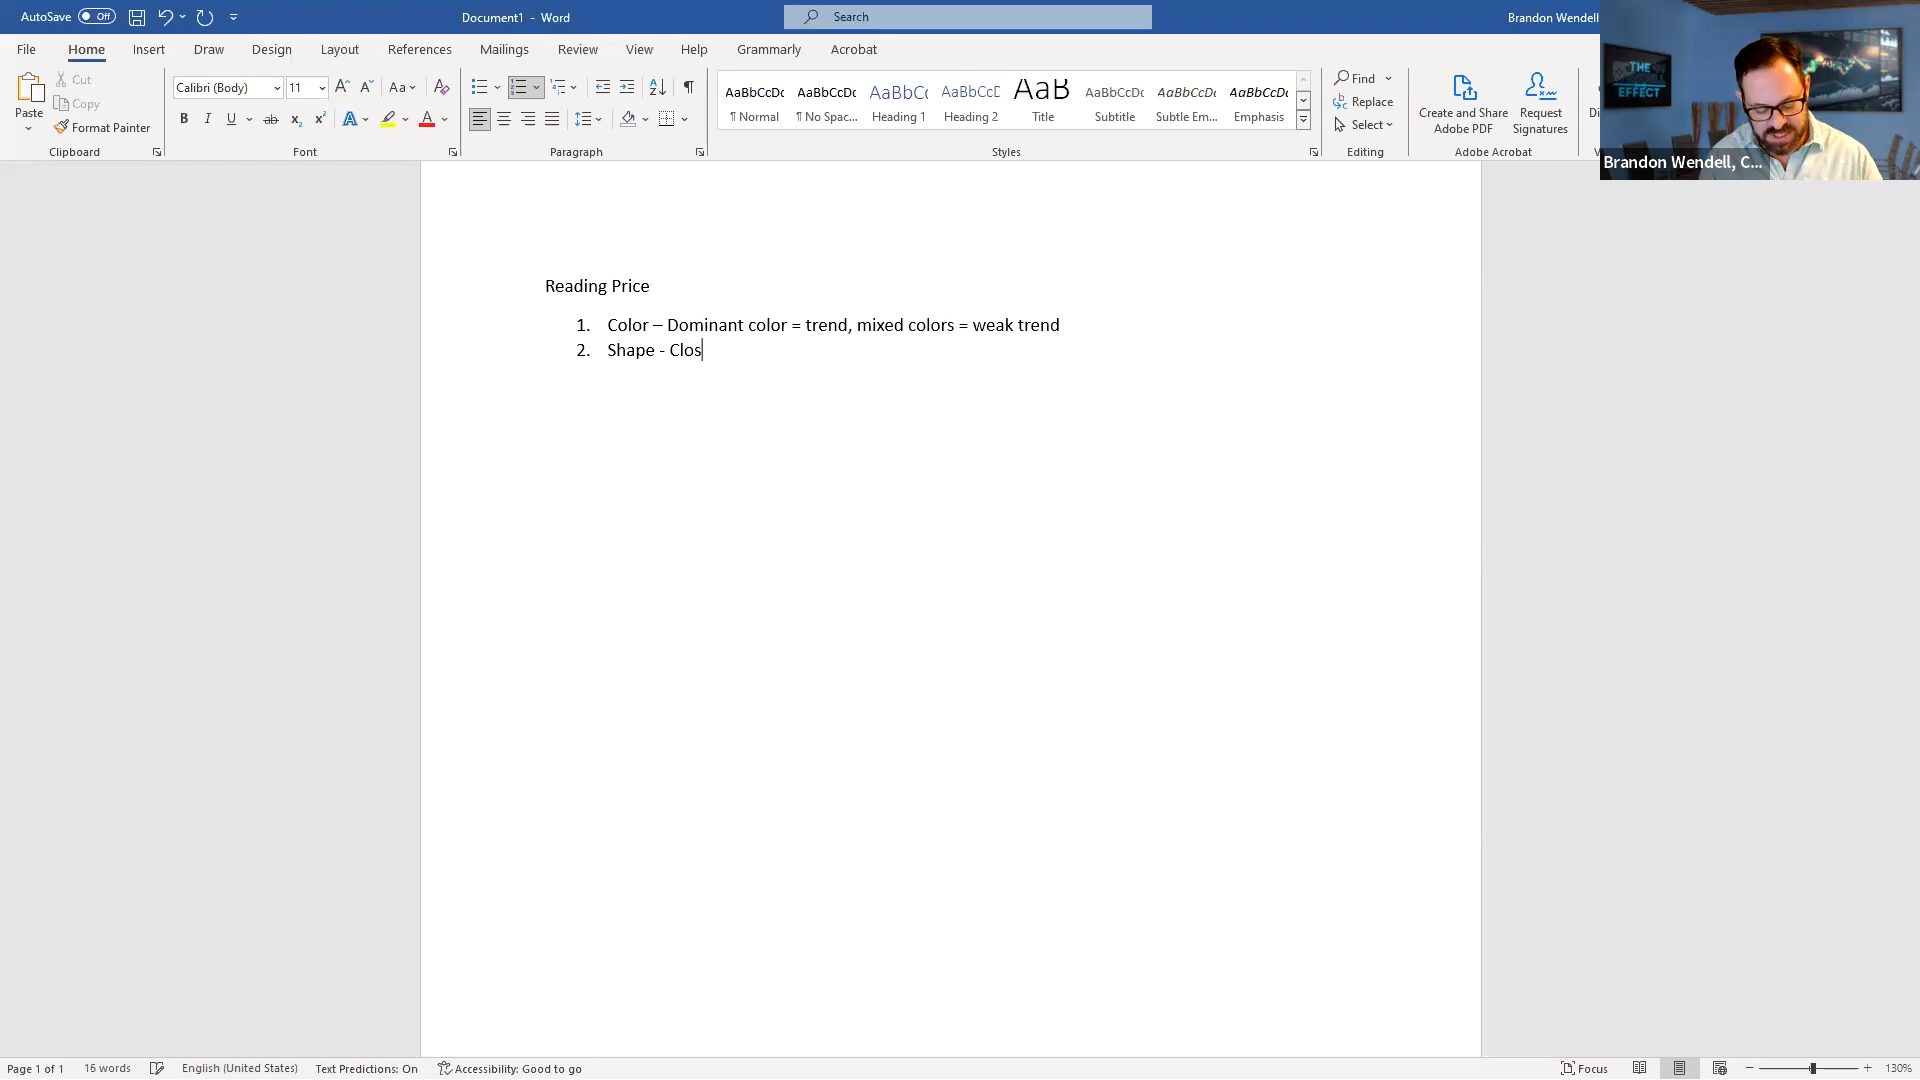 AutoSave Off Document1 - Word Search Brandon Wendell
File Home Insert Draw Design Layout References Mailings Review View Help Grammarly Acrobat
Paste Cut Copy Format Painter Clipboard
Calibri (Body) 11 Aa Font
Paragraph
AaBbCcDc ¶ Normal
AaBbCcDc ¶ No Spac...
AaBbC Heading 1
AaBbCcD Heading 2
AaB Title
AaBbCcD Subtitle
AaBbCcDc Subtle Em...
AaBbCcDc Emphasis
Styles
Find Replace Select Editing
Create and Share Adobe PDF
Request Signatures
Adobe Acrobat
Di
THE EFFECT
Brandon Wendell, C...
Reading Price
1. Color – Dominant color = trend, mixed colors = weak trend
2. Shape - Clos
Page 1 of 1 16 words English (United States) Text Predictions: On Accessibility: Good to go Focus 130%